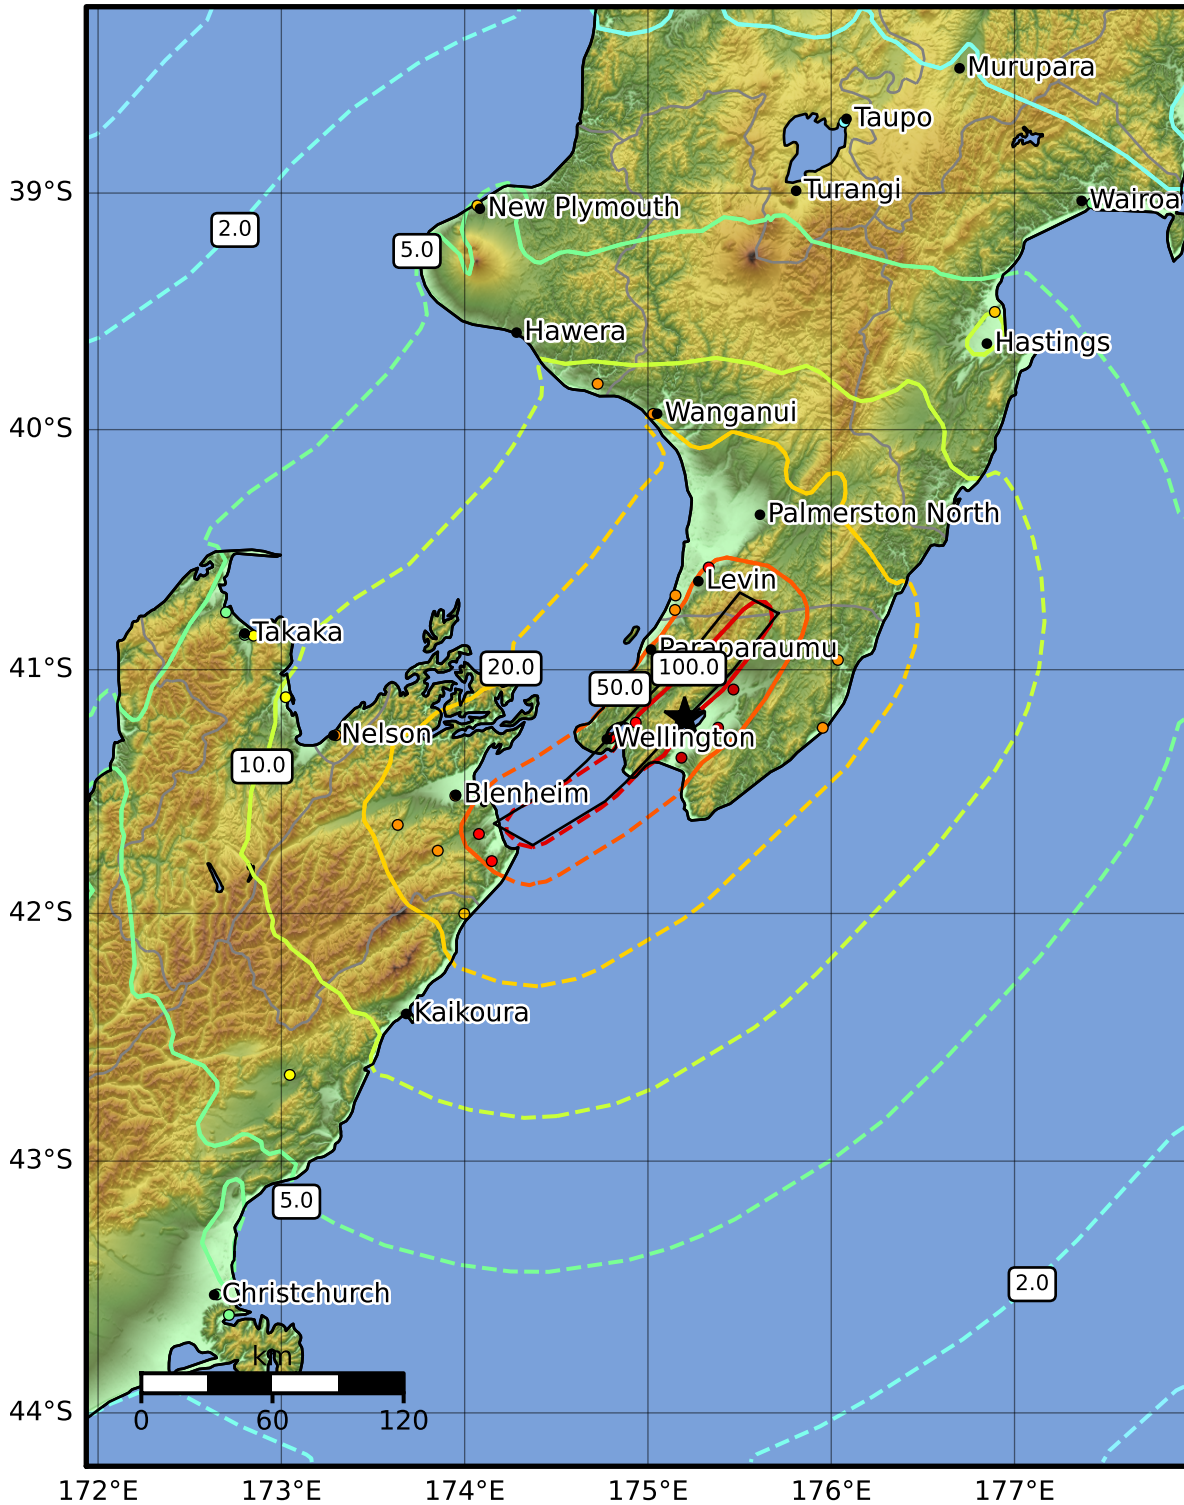 Murupara
Taupo
39°S
Turangi
Wairoa
New Plymouth
2.0
5.0
Hawera
Hastings
40°S
Wanganui
Palmerston North
Levin
Takaka
Paraparaumu
41°S
20.0
100.0
50.0
Nelson
Wellington
10.0
Blenheim
42°S
Kaikoura
43°S
5.0
2.0
Christchurch
km
0 60 120
44°S
172°E 173°E 174°E 175°E 176°E 177°E